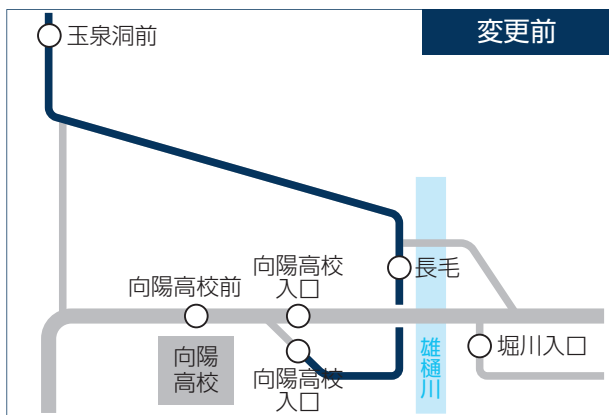 変更前
玉泉洞前
長毛
向陽高校
入口
向陽高校前
堀川入口
向陽
高校
向陽高校
入口
雄樋川